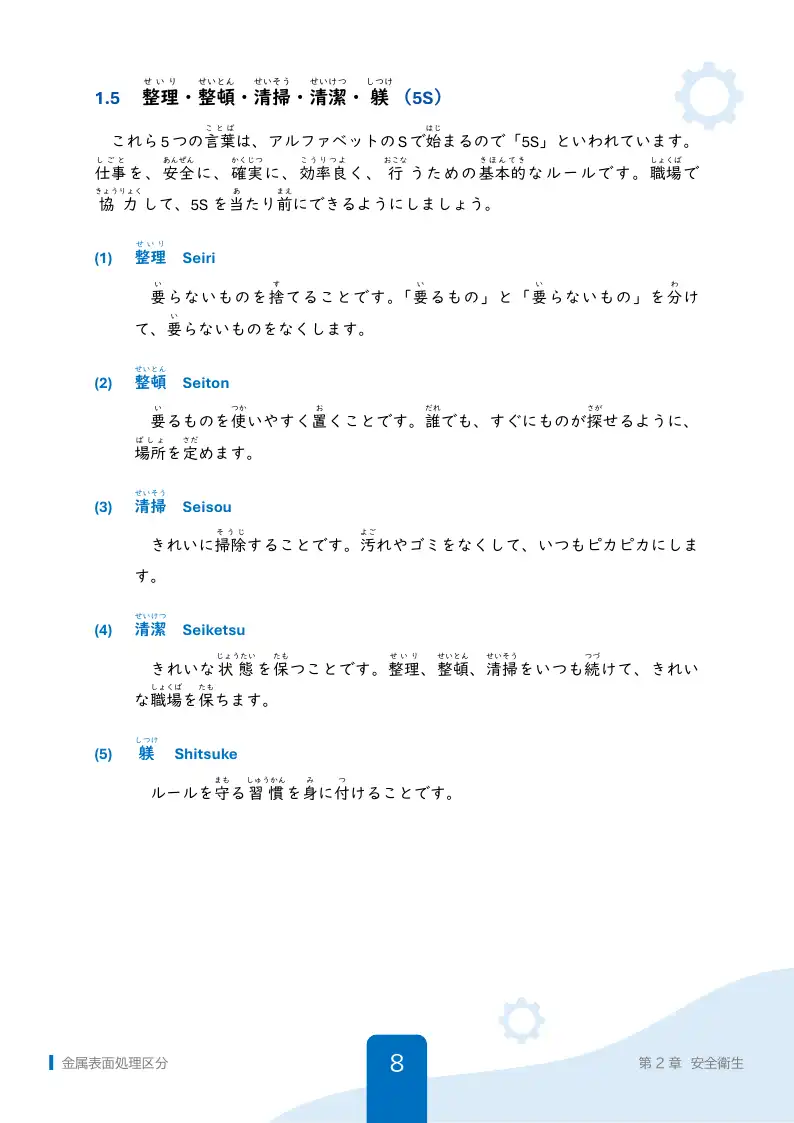 1.5 整理・整頓・清掃・清潔・躾（5S）
これら5つの言葉は、アルファベットのSで始まるので「5S」といわれています。
仕事を、安全に、確実に、効率良く、行うための基本的なルールです。職場で
協力して、5Sを当たり前にできるようにしましょう。
(1) 整理 Seiri
要らないものを捨てることです。「要るもの」と「要らないもの」を分け
て、要らないものをなくします。
(2) 整頓 Seiton
要るものを使いやすく置くことです。誰でも、すぐにものが探せるように、
場所を定めます。
(3) 清掃 Seisou
きれいに掃除することです。汚れやゴミをなくして、いつもピカピカにしま
す。
(4) 清潔 Seiketsu
きれいな状態を保つことです。整理、整頓、清掃をいつも続けて、きれい
な職場を保ちます。
(5) 躾 Shitsuke
ルールを守る習慣を身に付けることです。
金属表面処理区分
8
第2章 安全衛生